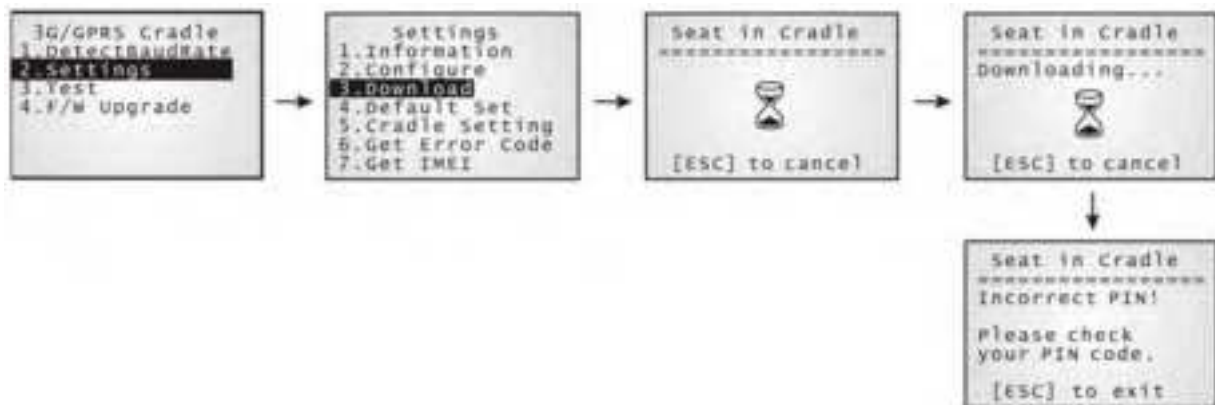 3G/GPRS Cradle
1.DetectBaudRate
2.Settings
3.Test
4.F/W Upgrade
Settings
1.Information
2.Configure
3.Download
4.Default Set
5.Cradle Setting
6.Get Error Code
7.Get IMEI
Seat in Cradle
=================
[ESC] to cancel
Seat in Cradle
=================
Downloading...
[ESC] to cancel
Seat in Cradle
=================
Incorrect PIN!
Please check
your PIN code.
[ESC] to exit